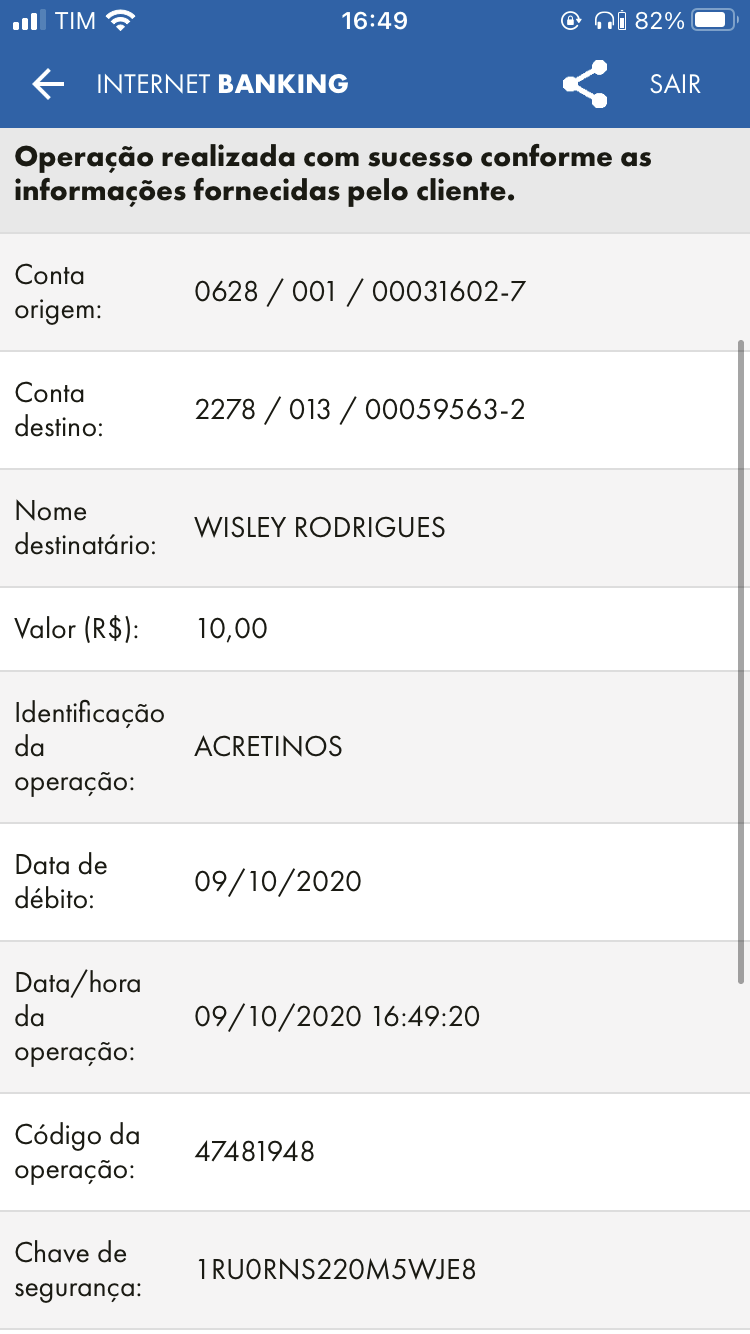 TIM 16:49 82%
INTERNET BANKING SAIR
Operação realizada com sucesso conforme as
informações fornecidas pelo cliente.
Conta
origem: 0628 / 001 / 00031602-7
Conta
destino: 2278 / 013 / 00059563-2
Nome
destinatário: WISLEY RODRIGUES
Valor (R$): 10,00
Identificação
da
operação: ACRETINOS
Data de
débito: 09/10/2020
Data/hora
da
operação: 09/10/2020 16:49:20
Código da
operação: 47481948
Chave de
segurança: 1RU0RNS220M5WJE8